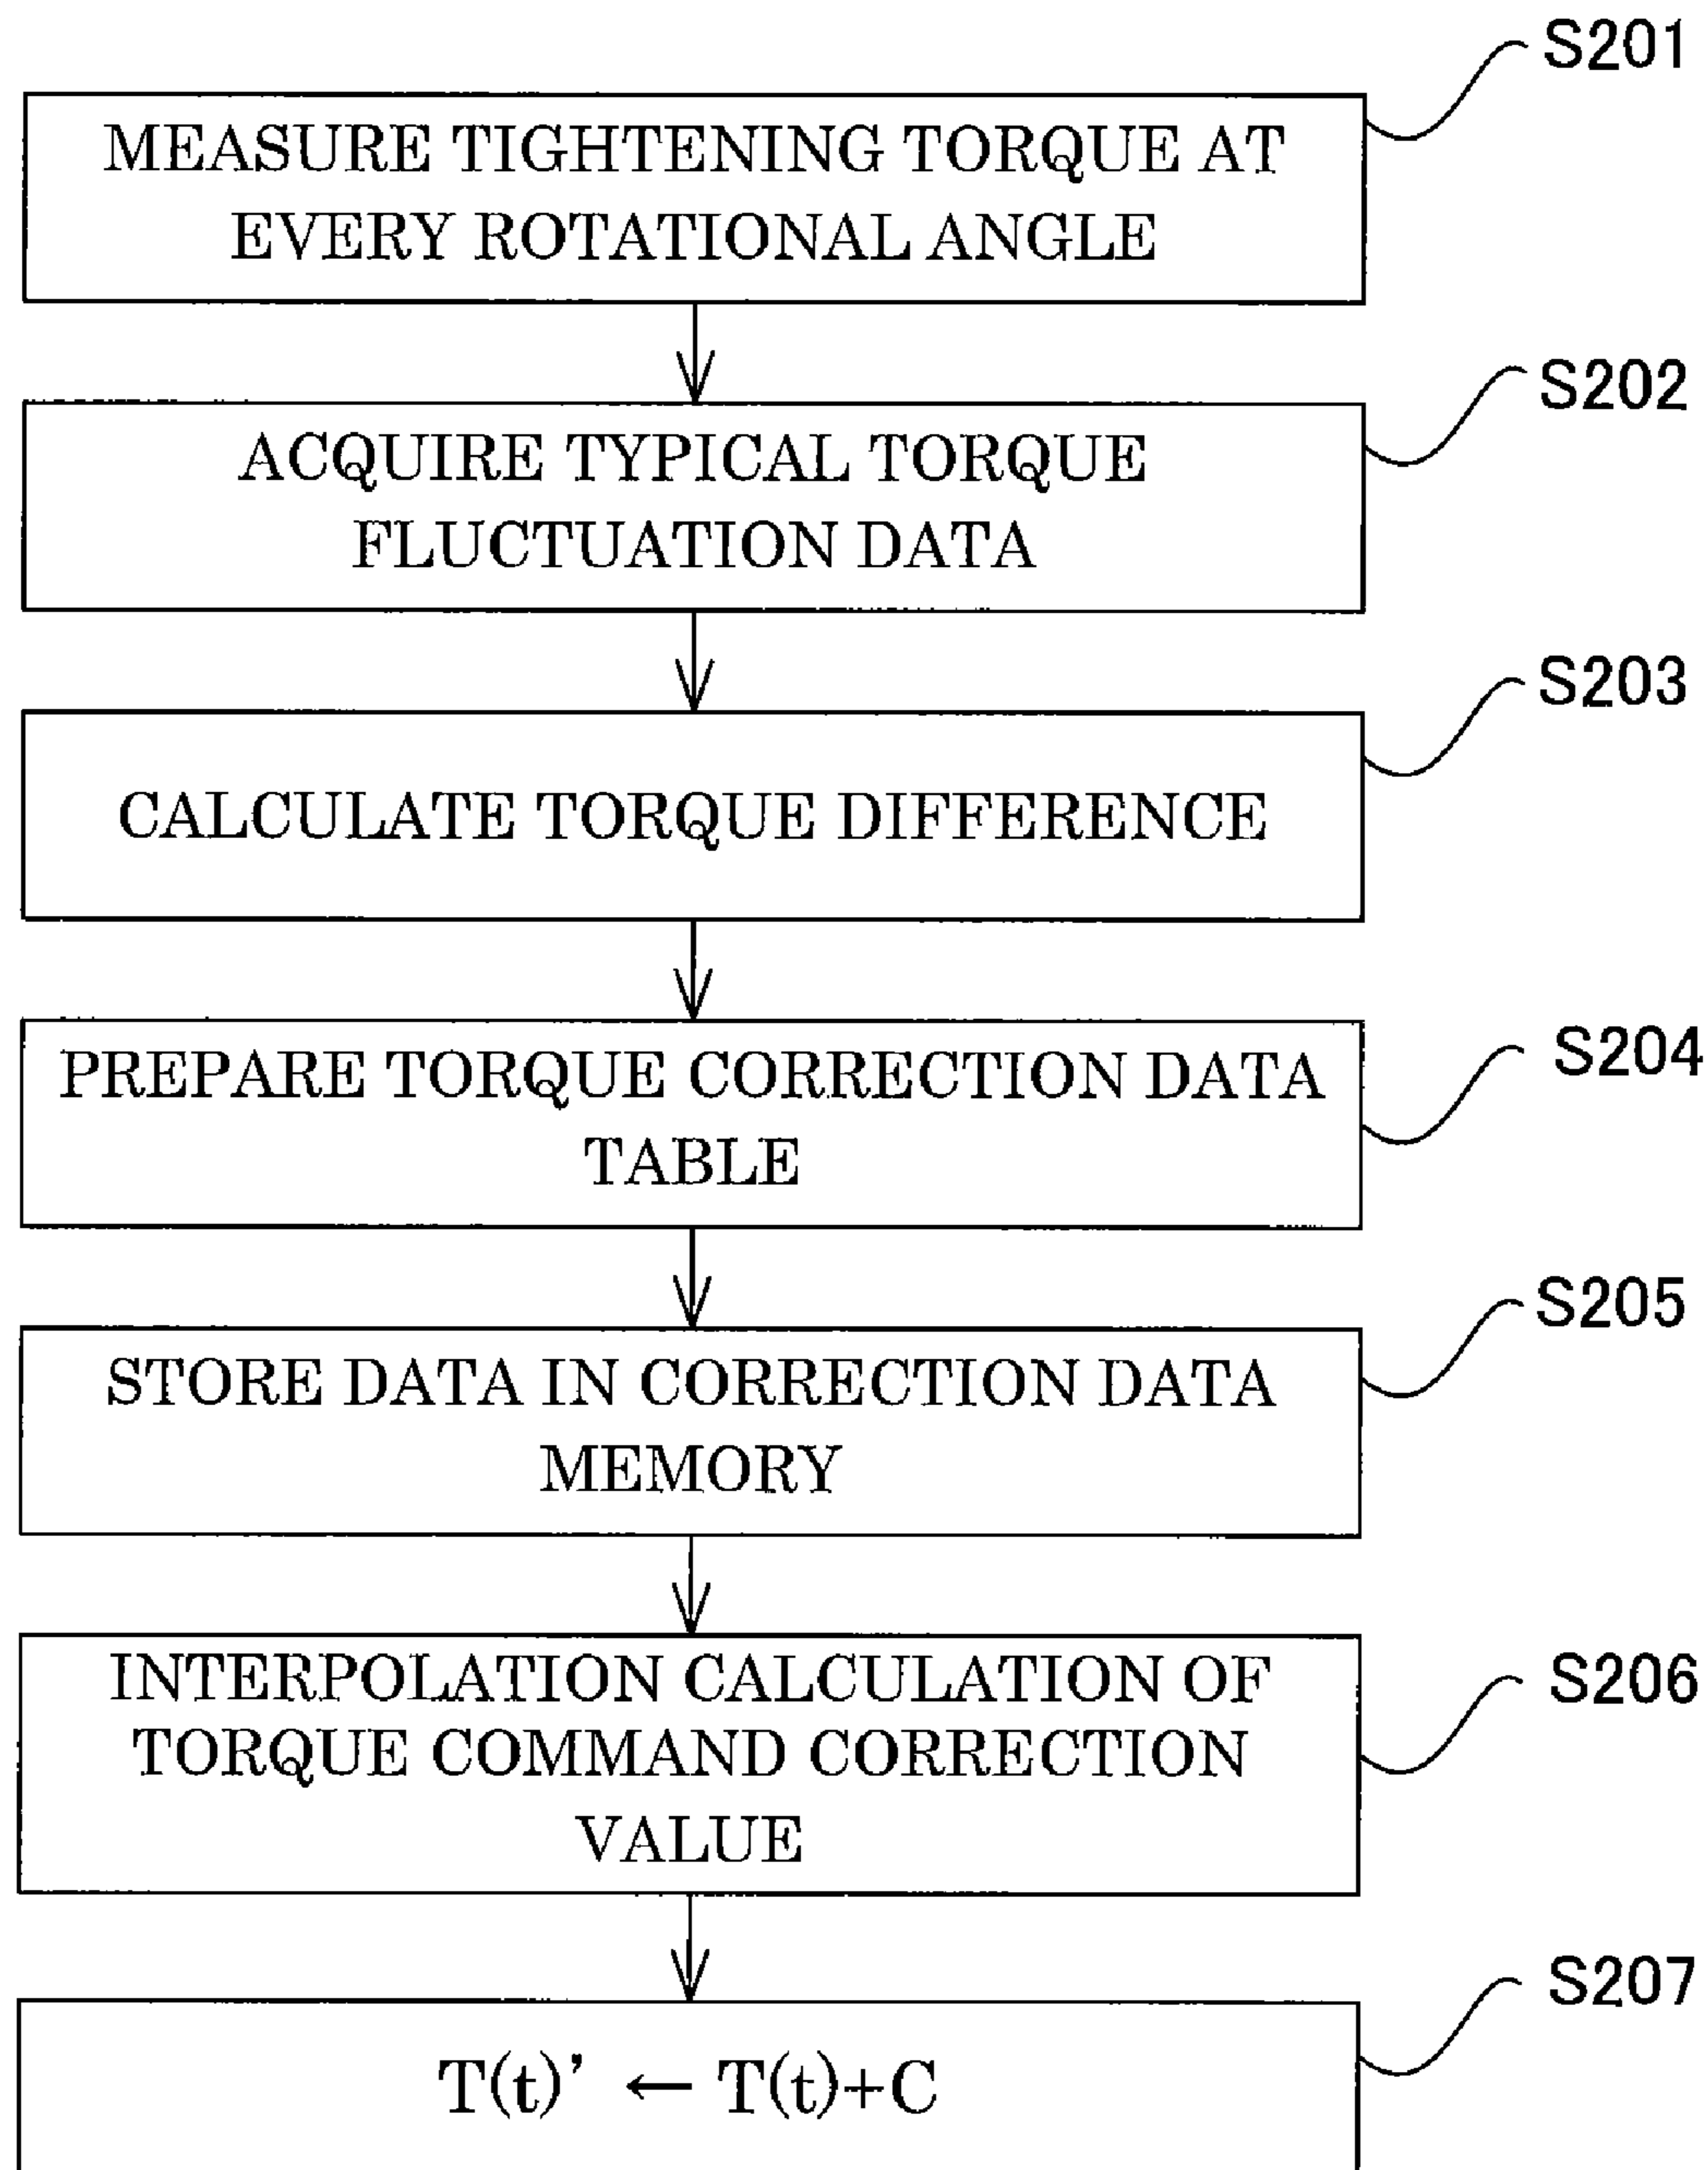 S201
MEASURE TIGHTENING TORQUE AT
EVERY ROTATIONAL ANGLE
S202
ACQUIRE TYPICAL TORQUE
FLUCTUATION DATA
S203
CALCULATE TORQUE DIFFERENCE
S204
PREPARE TORQUE CORRECTION DATA
TABLE
S205
STORE DATA IN CORRECTION DATA
MEMORY
S206
INTERPOLATION CALCULATION OF
TORQUE COMMAND CORRECTION
VALUE
S207
T(t)' ← T(t)+C